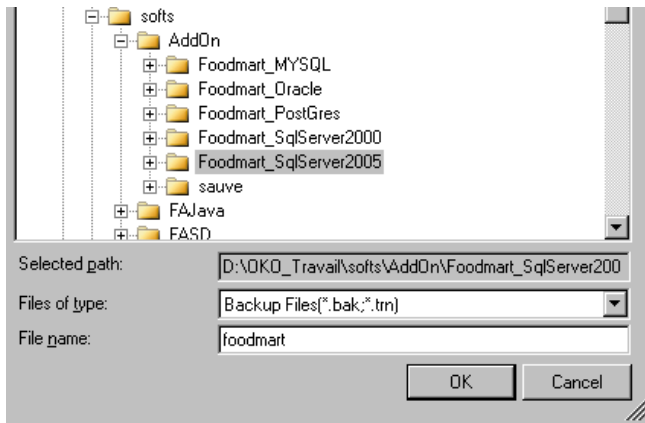 softs
AddOn
Foodmart_MYSQL
Foodmart_Oracle
Foodmart_PostGres
Foodmart_SqlServer2000
Foodmart_SqlServer2005
sauve
FAJava
FASD
Selected path: D:\OKO_Travail\softs\AddOn\Foodmart_SqlServer200
Files of type: Backup Files(*.bak;*.trn)
File name: foodmart
OK Cancel